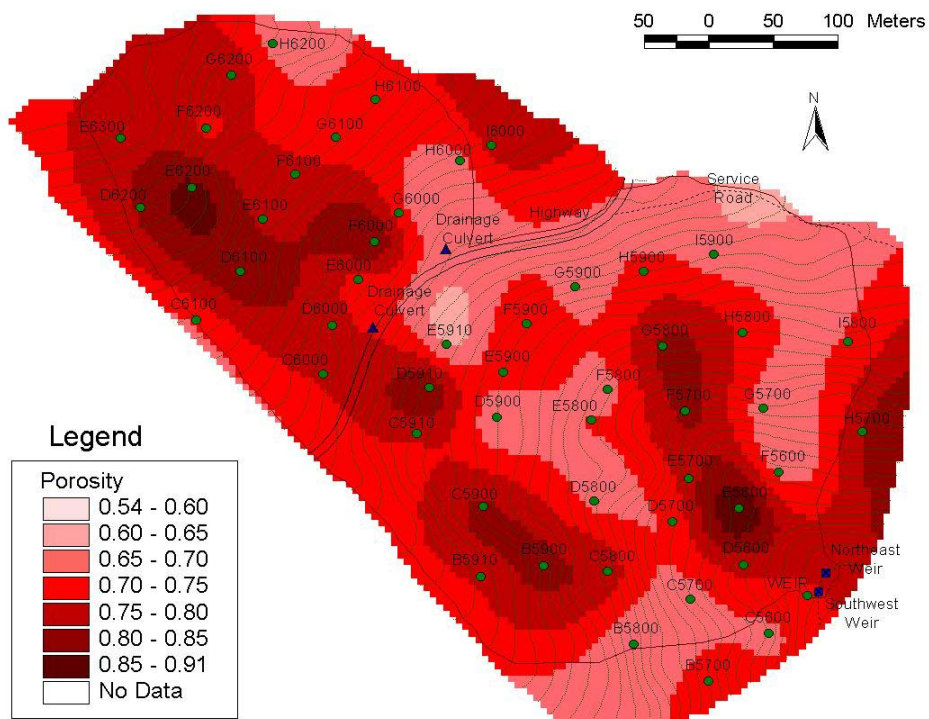 50 0 50 100 Meters
N
H6200
G6200
H6100
F6200
E6300
G6100
I6000
H6000
F6100
E6200
D6200
G6000
E6100
Drainage
Culvert
Highway
Service
Road
F6000
I5900
D6100
E6000
H5900
G5900
Drainage
Culvert
C6100
D6000
F5900
E5910
G5800
H5800
I5800
C6000
E5900
D5910
F5800
D5900
E5800
F5700
G5700
C5910
H5700
F5600
E5700
C5900
D5800
E5600
D5700
B5910
B5900
C5800
D5600
Northeast
Weir
WEIR
Southwest
Weir
C5700
C5600
B5800
B5700
Legend
Porosity
0.54 - 0.60
0.60 - 0.65
0.65 - 0.70
0.70 - 0.75
0.75 - 0.80
0.80 - 0.85
0.85 - 0.91
No Data